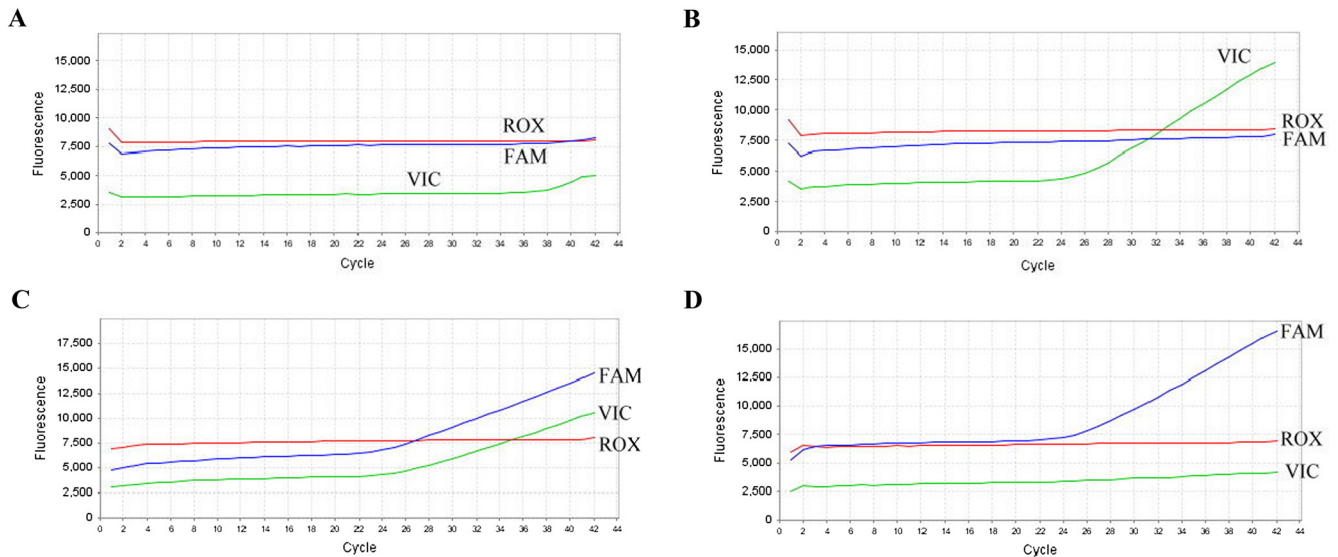 A
Fluorescence
15,000
12,500
10,000
7,500
5,000
2,500
0
ROX
FAM
VIC
0 2 4 6 8 10 12 14 16 18 20 22 24 26 28 30 32 34 36 38 40 42 44
Cycle
B
Fluorescence
15,000
12,500
10,000
7,500
5,000
2,500
0
VIC
ROX
FAM
0 2 4 6 8 10 12 14 16 18 20 22 24 26 28 30 32 34 36 38 40 42 44
Cycle
C
Fluorescence
17,500
15,000
12,500
10,000
7,500
5,000
2,500
0
FAM
VIC
ROX
0 2 4 6 8 10 12 14 16 18 20 22 24 26 28 30 32 34 36 38 40 42 44
Cycle
D
Fluorescence
15,000
12,500
10,000
7,500
5,000
2,500
0
FAM
ROX
VIC
0 2 4 6 8 10 12 14 16 18 20 22 24 26 28 30 32 34 36 38 40 42 44
Cycle